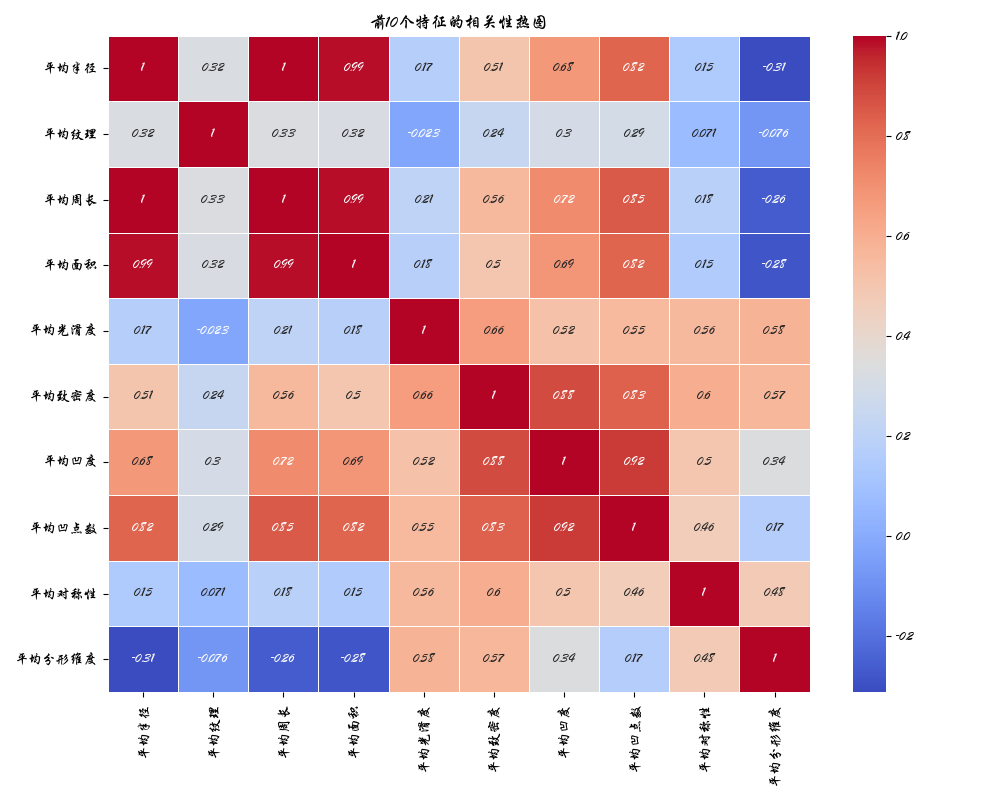 前10个特征的相关性热图
平均半径 1 0.32 1 0.99 0.17 0.51 0.68 0.82 0.15 -0.31
平均纹理 0.32 1 0.33 0.32 -0.023 0.24 0.3 0.29 0.071 -0.076
平均周长 1 0.33 1 0.99 0.21 0.56 0.72 0.85 0.18 -0.26
平均面积 0.99 0.32 0.99 1 0.18 0.5 0.69 0.82 0.15 -0.28
平均光滑度 0.17 -0.023 0.21 0.18 1 0.66 0.52 0.55 0.56 0.58
平均致密度 0.51 0.24 0.56 0.5 0.66 1 0.88 0.83 0.6 0.57
平均凹度 0.68 0.3 0.72 0.69 0.52 0.88 1 0.92 0.5 0.34
平均凹点数 0.82 0.29 0.85 0.82 0.55 0.83 0.92 1 0.46 0.17
平均对称性 0.15 0.071 0.18 0.15 0.56 0.6 0.5 0.46 1 0.48
平均分形维度 -0.31 -0.076 -0.26 -0.28 0.58 0.57 0.34 0.17 0.48 1
平均半径
平均纹理
平均周长
平均面积
平均光滑度
平均致密度
平均凹度
平均凹点数
平均对称性
平均分形维度
1.0
0.8
0.6
0.4
0.2
0.0
-0.2